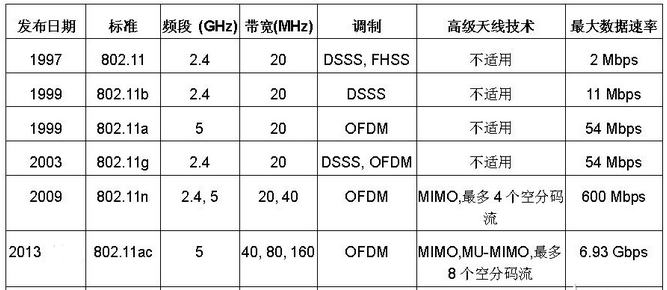 发布日期 标准 频段 (GHz) 带宽(MHz) 调制 高级天线技术 最大数据速率
1997 802.11 2.4 20 DSSS, FHSS 不适用 2 Mbps
1999 802.11b 2.4 20 DSSS 不适用 11 Mbps
1999 802.11a 5 20 OFDM 不适用 54 Mbps
2003 802.11g 2.4 20 DSSS, OFDM 不适用 54 Mbps
2009 802.11n 2.4, 5 20, 40 OFDM MIMO,最多 4 个空分码 600 Mbps
流
2013 802.11ac 5 40, 80, 160 OFDM MIMO,MU-MIMO,最多 6.93 Gbps
8 个空分码流